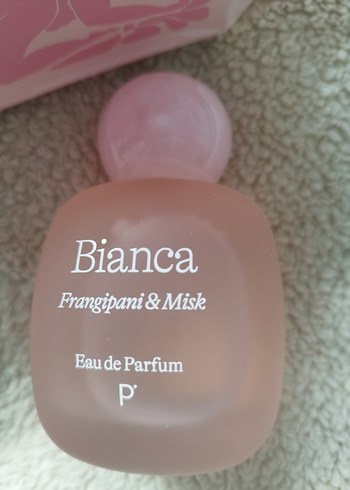 Bianca
Frangipani & Misk
Eau de Parfum
P